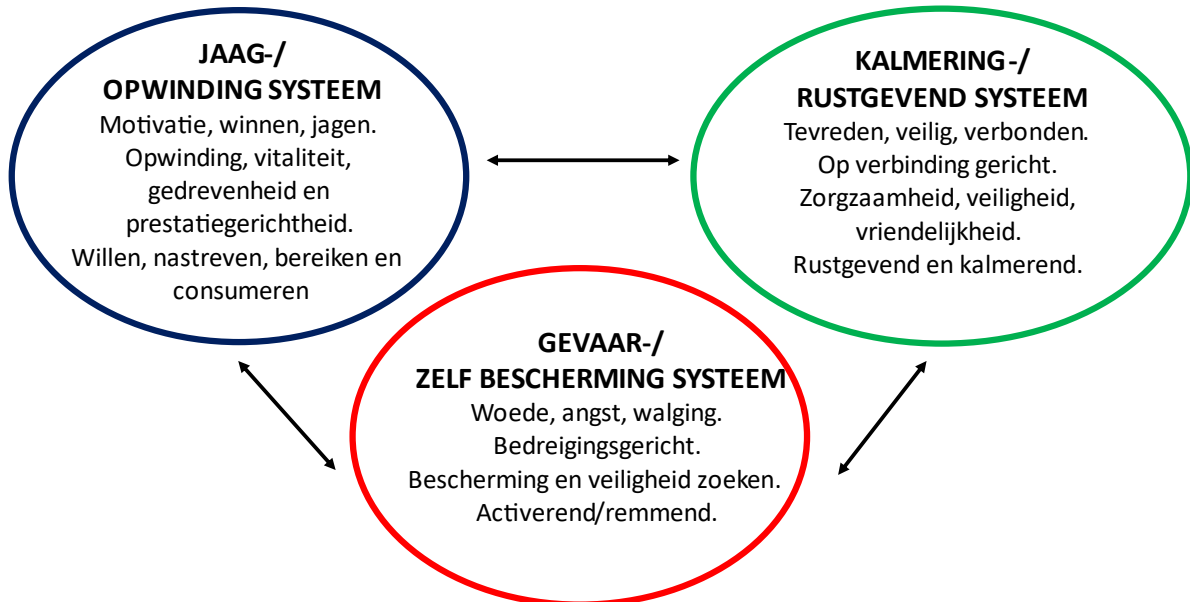 JAAG-/
OPWINDING SYSTEEM
Motivatie, winnen, jagen.
Opwinding, vitaliteit,
gedrevenheid en
prestatiegerichtheid.
Willen, nastreven, bereiken en
consumeren
KALMERING-/
RUSTGEVEND SYSTEEM
Tevreden, veilig, verbonden.
Op verbinding gericht.
Zorgzaamheid, veiligheid,
vriendelijkheid.
Rustgevend en kalmerend.
GEVAAR-/
ZELF BESCHERMING SYSTEEM
Woede, angst, walging.
Bedreigingsgericht.
Bescherming en veiligheid zoeken.
Activerend/remmend.